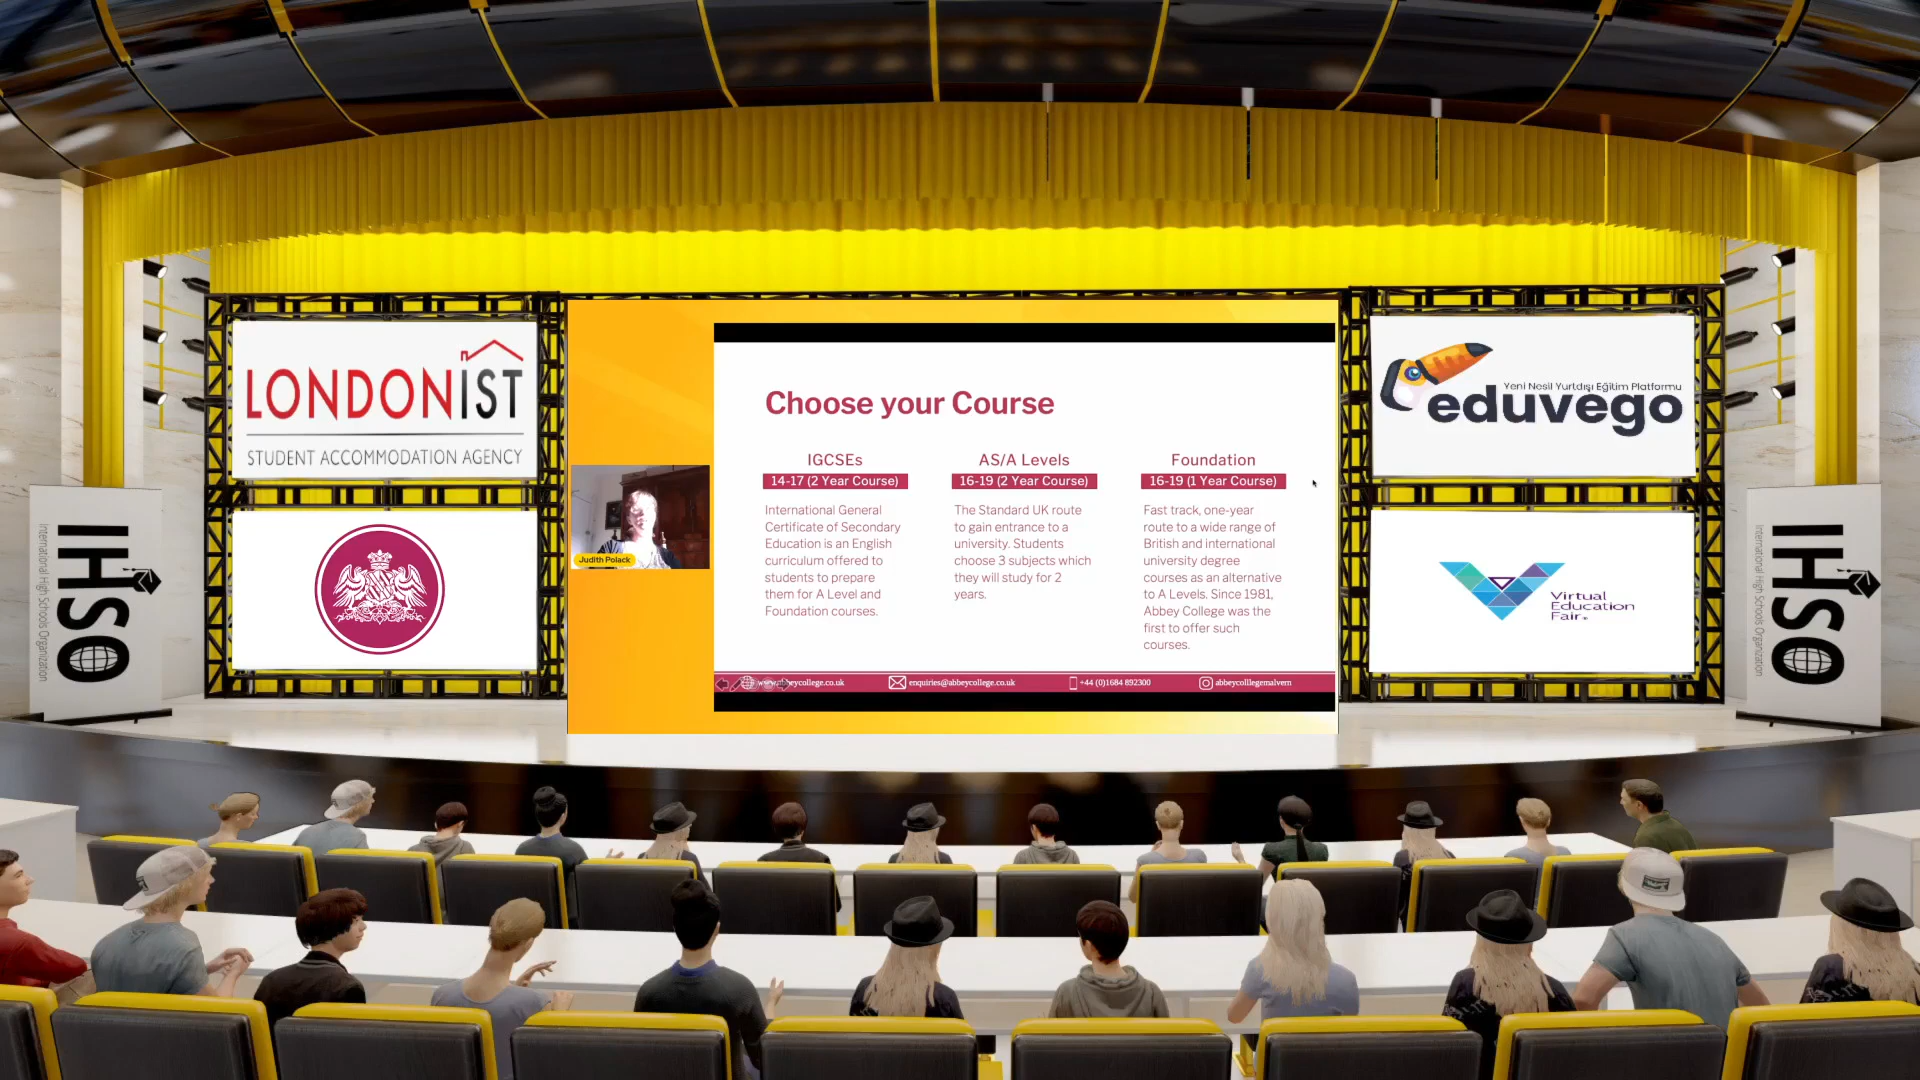 LONDONIST
STUDENT ACCOMMODATION AGENCY
Choose your Course
IGCSEs
14-17 (2 Year Course)
International General
Certificate of Secondary
Education is an English
curriculum offered to
students to prepare
them for A Level and
Foundation courses.
AS/A Levels
16-19 (2 Year Course)
The Standard UK route
to gain entrance to a
university. Students
choose 3 subjects which
they will study for 2
years.
Foundation
16-19 (1 Year Course)
Fast track, one-year
route to a wide range of
British and international
university degree
courses as an alternative
to A Levels. Since 1981,
Abbey College was the
first to offer such
courses.
www.abbeycollege.co.uk
enquiries@abbeycollege.co.uk
+44 (0)1684 892300
abbeycolllegemalvern
Judith Polack
Yeni Nesil Yurtdışı Eğitim Platformu
eduvego
Virtual
Education
Fair
IHSO
International High Schools Organization
IHSO
International High Schools Organization